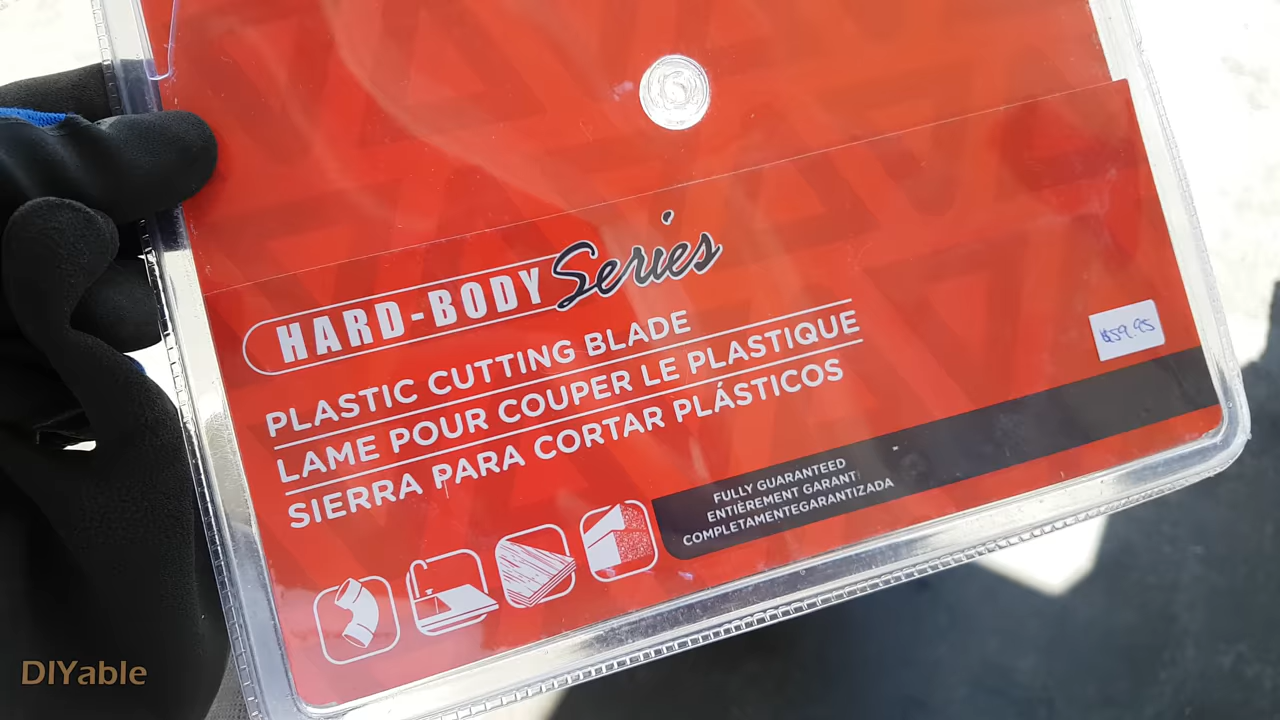 HARD-BODY Series
PLASTIC CUTTING BLADE
LAME POUR COUPER LE PLASTIQUE
SIERRA PARA CORTAR PLÁSTICOS
$59.95
FULLY GUARANTEED
ENTIÈREMENT GARANTI
COMPLETAMENTEGARANTIZADA
DIYable